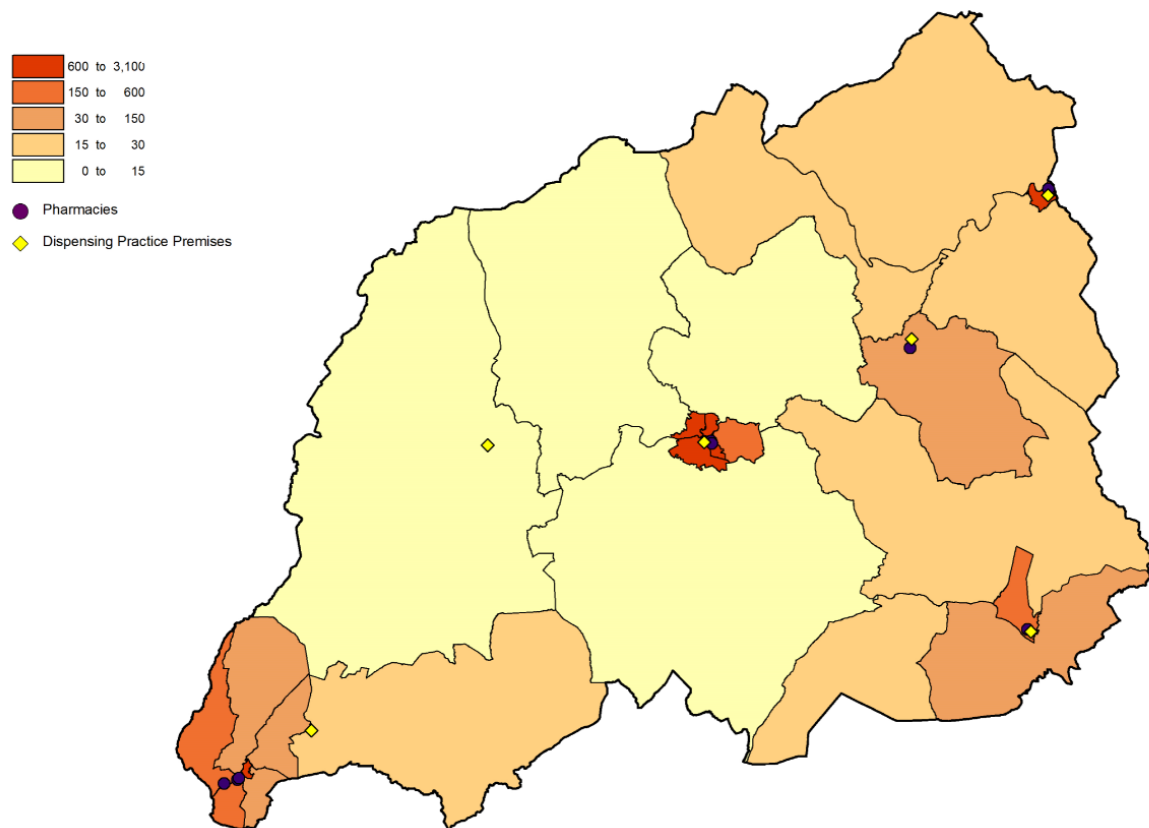 600 to 3,100
150 to 600
30 to 150
15 to 30
0 to 15
Pharmacies
Dispensing Practice Premises